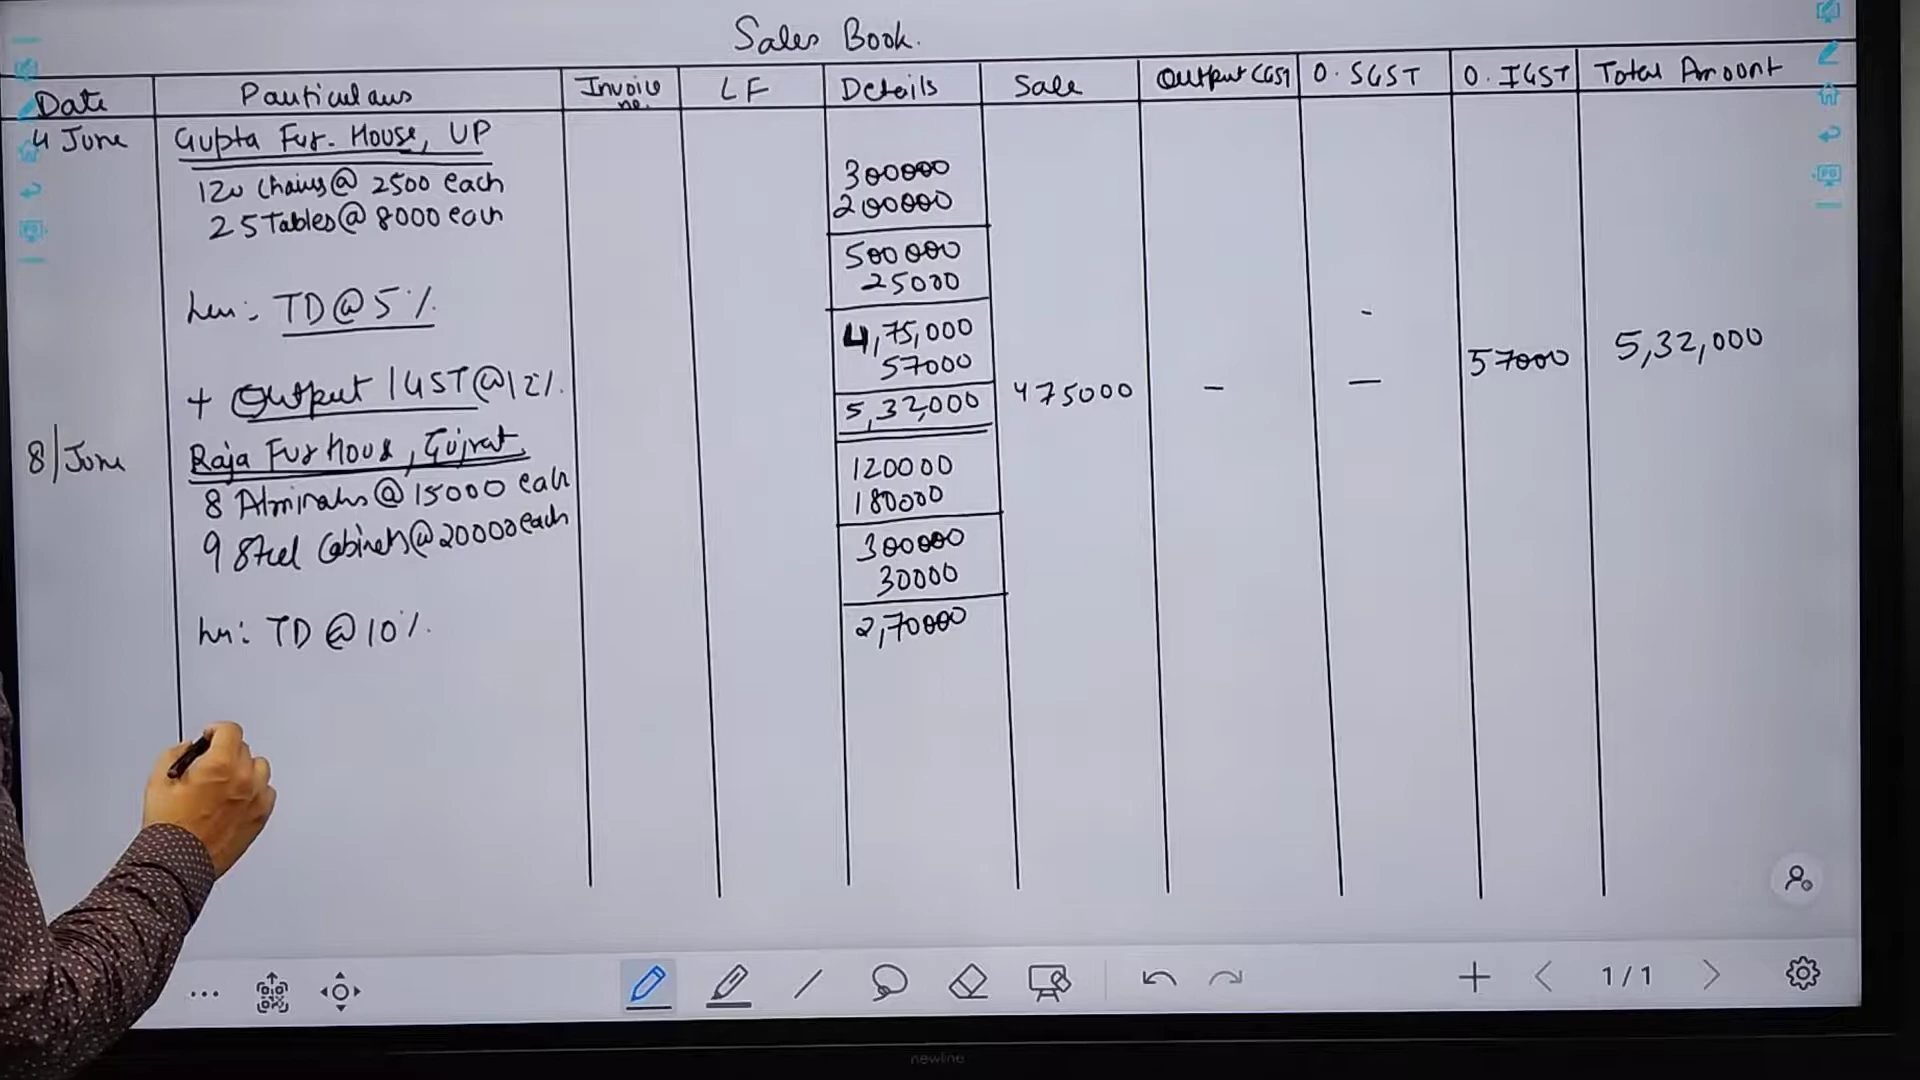 Sales Book.
Date Pauticulaus Invoice no. LF Details Sale Output CGST O. SGST O. IGST Total Amount
4 June Gupta Fur. House, UP
120 Chairs @ 2500 each 300000
25 Tables @ 8000 each 200000
500000
25000
Less: TD @ 5%.
4,75,000
57000 57000 5,32,000
+ Output IGST @ 12%. 5,32,000 475000 - —
8/June Raja Fur House, Gujrat.
120000
8 Almirahs @ 15000 each 180000
9 Steel Cabinets @ 20000 each 300000
30000
Less: TD @ 10%. 2,70000
1/1
newline